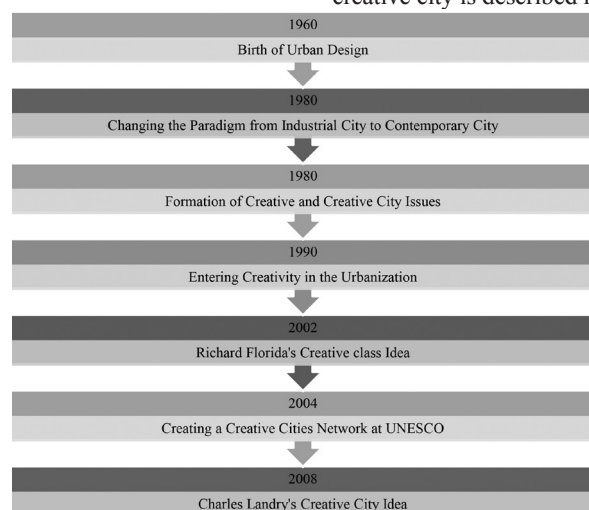 creative city is described
1960
Birth of Urban Design
1980
Changing the Paradigm from Industrial City to Contemporary City
1980
Formation of Creative and Creative City Issues
1990
Entering Creativity in the Urbanization
2002
Richard Florida's Creative class Idea
2004
Creating a Creative Cities Network at UNESCO
2008
Charles Landry's Creative City Idea